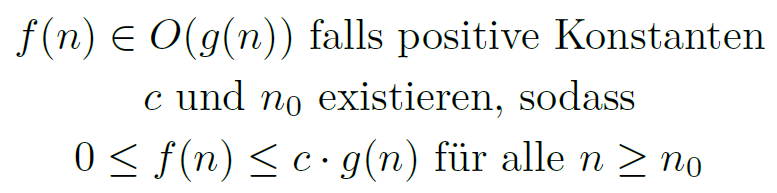 f(n) ∈ O(g(n)) falls positive Konstanten
c und n₀ existieren, sodass
0 ≤ f(n) ≤ c · g(n) für alle n ≥ n₀